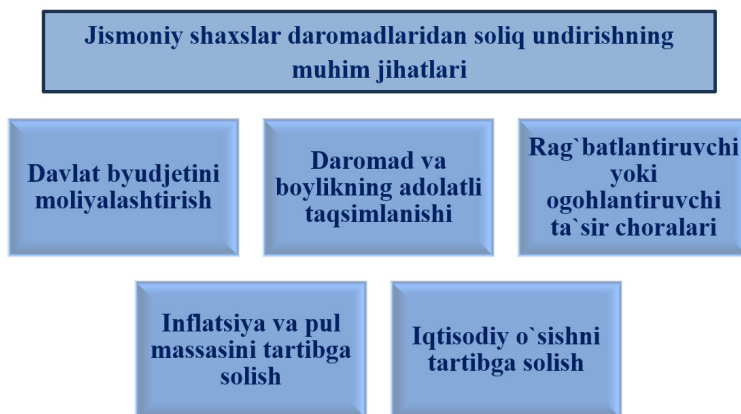 Jismoniy shaxslar daromadlaridan soliq undirishning
muhim jihatlari
Davlat byudjetini
moliyalashtirish
Daromad va
boylikning adolatli
taqsimlanishi
Rag`batlantiruvchi
yoki
ogohlantiruvchi
ta`sir choralari
Inflatsiya va pul
massasini tartibga
solish
Iqtisodiy o`sishni
tartibga solish